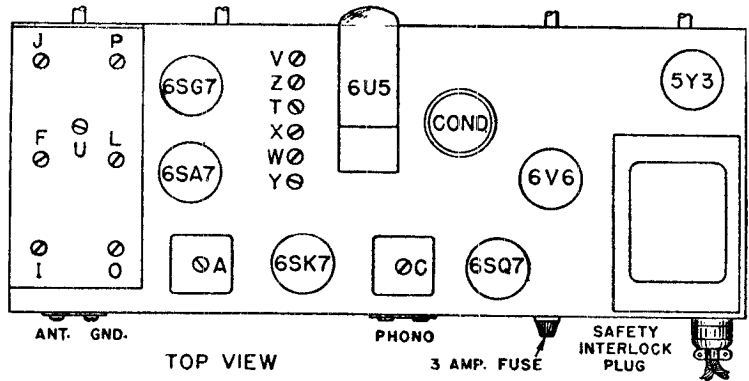 J P
V
Z
T
X
W
Y
6SG7
6U5
5Y3
COND
F L
U
6SA7
6V6
A
6SK7
C
6SQ7
I O
ANT. GND.
PHONO
3 AMP. FUSE
SAFETY
INTERLOCK
PLUG
TOP VIEW